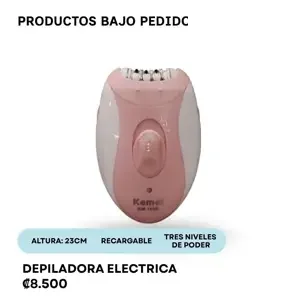 PRODUCTOS BAJO PEDIDO
Kemei
ALTURA: 23CM
RECARGABLE
TRES NIVELES
DE PODER
DEPILADORA ELECTRICA
₡8.500